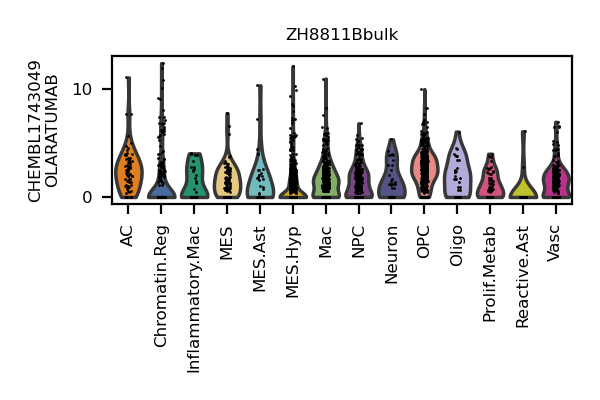 ZH8811Bbulk
CHEMBL1743049
OLARATUMAB
10
0
AC
Chromatin.Reg
Inflammatory.Mac
MES
MES.Ast
MES.Hyp
Mac
NPC
Neuron
OPC
Oligo
Prolif.Metab
Reactive.Ast
Vasc